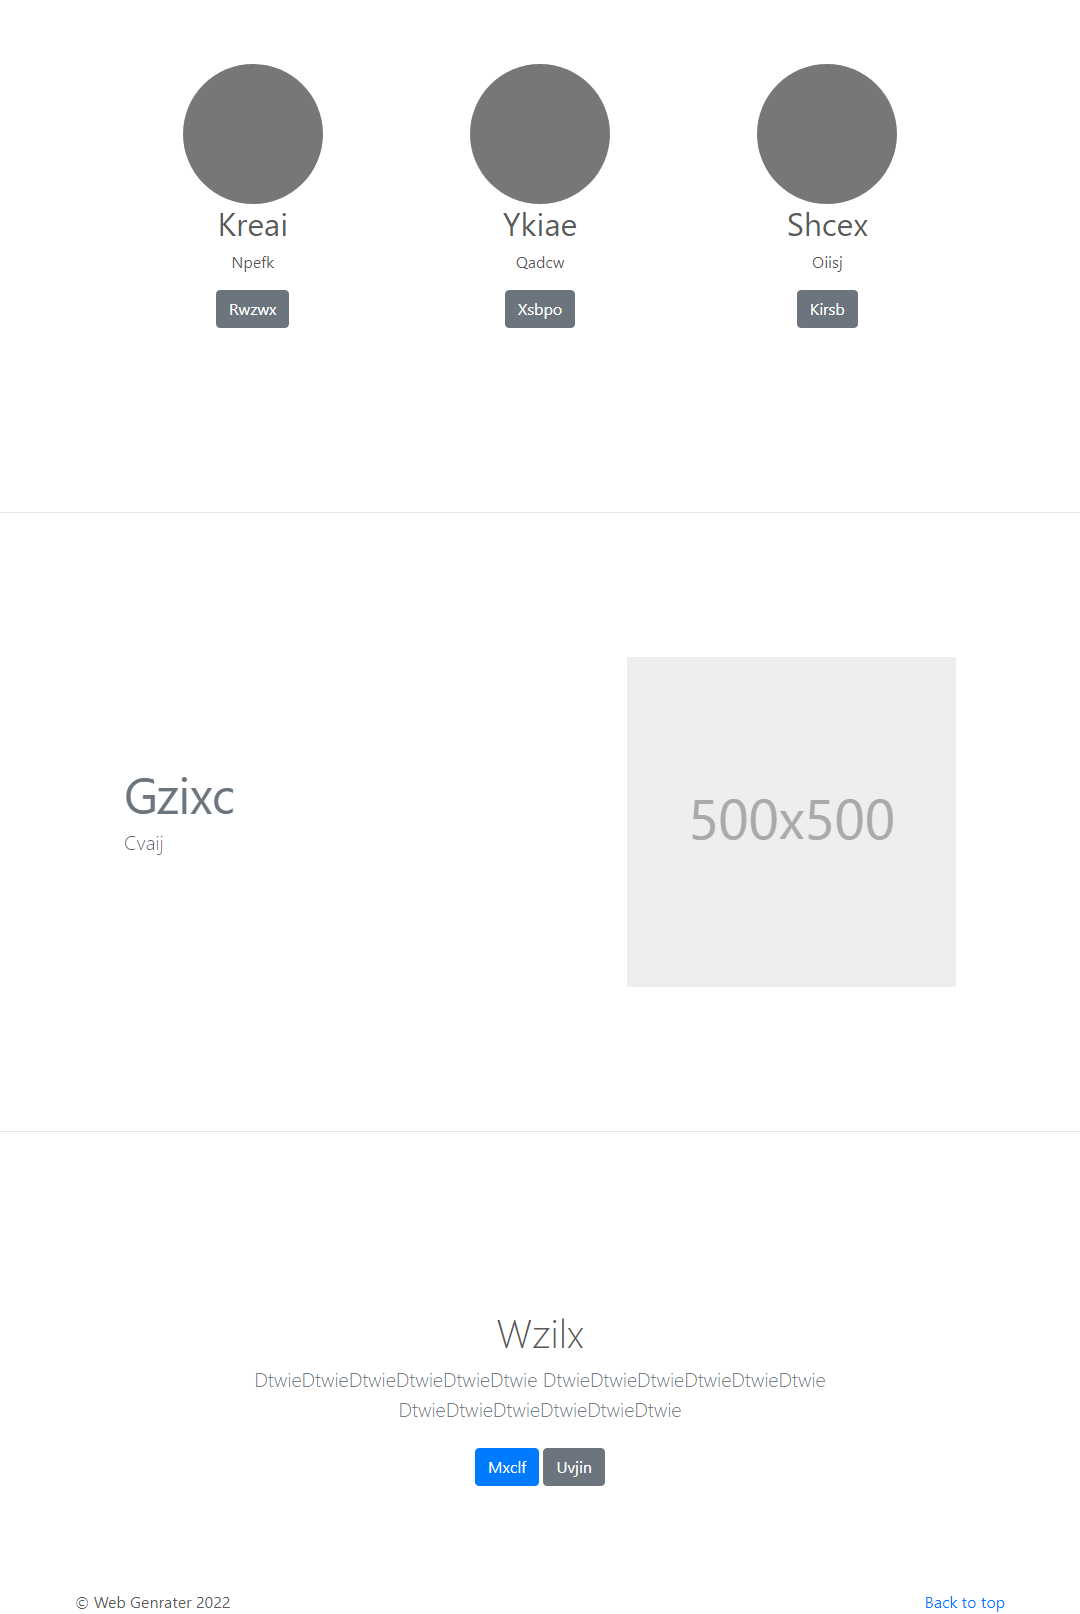 Kreai
Npefk
Rwzwx
Ykiae
Qadcw
Xsbpo
Shcex
Oiisj
Kirsb
Gzixc
Cvaij
500x500
Wzilx
DtwieDtwieDtwieDtwieDtwieDtwie DtwieDtwieDtwieDtwieDtwieDtwie
DtwieDtwieDtwieDtwieDtwieDtwie
Mxclf Uvjin
© Web Genrater 2022
Back to top